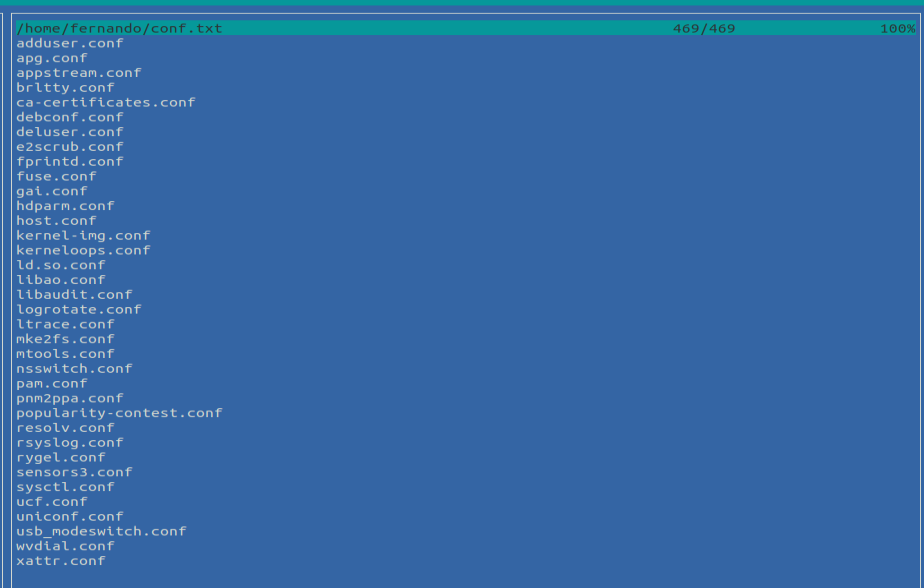 /home/fernando/conf.txt 469/469 100%
adduser.conf
apg.conf
appstream.conf
brltty.conf
ca-certificates.conf
debconf.conf
deluser.conf
e2scrub.conf
fprintd.conf
fuse.conf
gai.conf
hdparm.conf
host.conf
kernel-img.conf
kerneloops.conf
ld.so.conf
libao.conf
libaudit.conf
logrotate.conf
ltrace.conf
mke2fs.conf
mtools.conf
nsswitch.conf
pam.conf
pnm2ppa.conf
popularity-contest.conf
resolv.conf
rsyslog.conf
rygel.conf
sensors3.conf
sysctl.conf
ucf.conf
uniconf.conf
usb_modeswitch.conf
wvdial.conf
xattr.conf